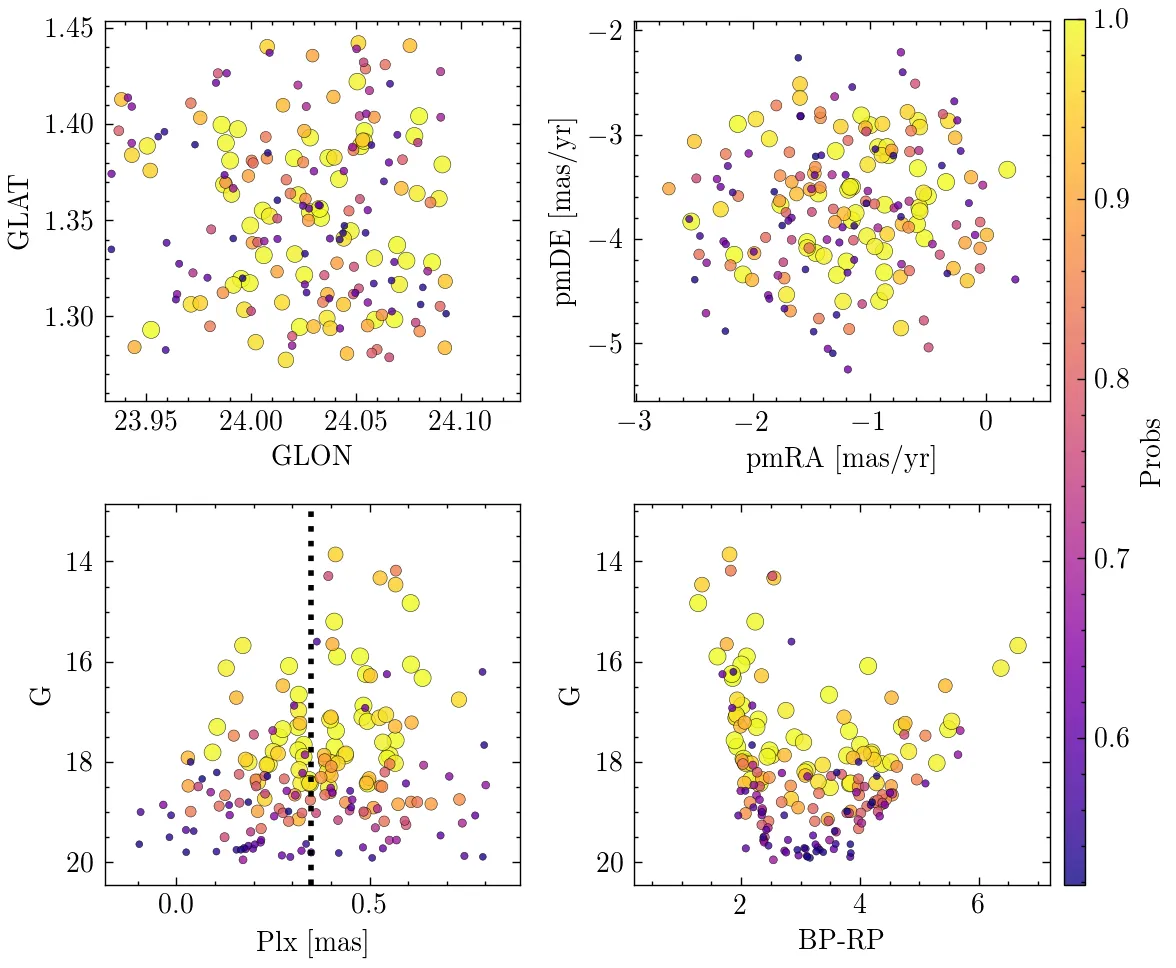 1.45
1.40
1.35
1.30
GLAT
23.95 24.00 24.05 24.10
GLON
−2
−3
−4
−5
pmDE [mas/yr]
−3 −2 −1 0
pmRA [mas/yr]
14
16
18
20
G
0.0 0.5
Plx [mas]
14
16
18
20
G
2 4 6
BP-RP
1.0
0.9
0.8
0.7
0.6
Probs